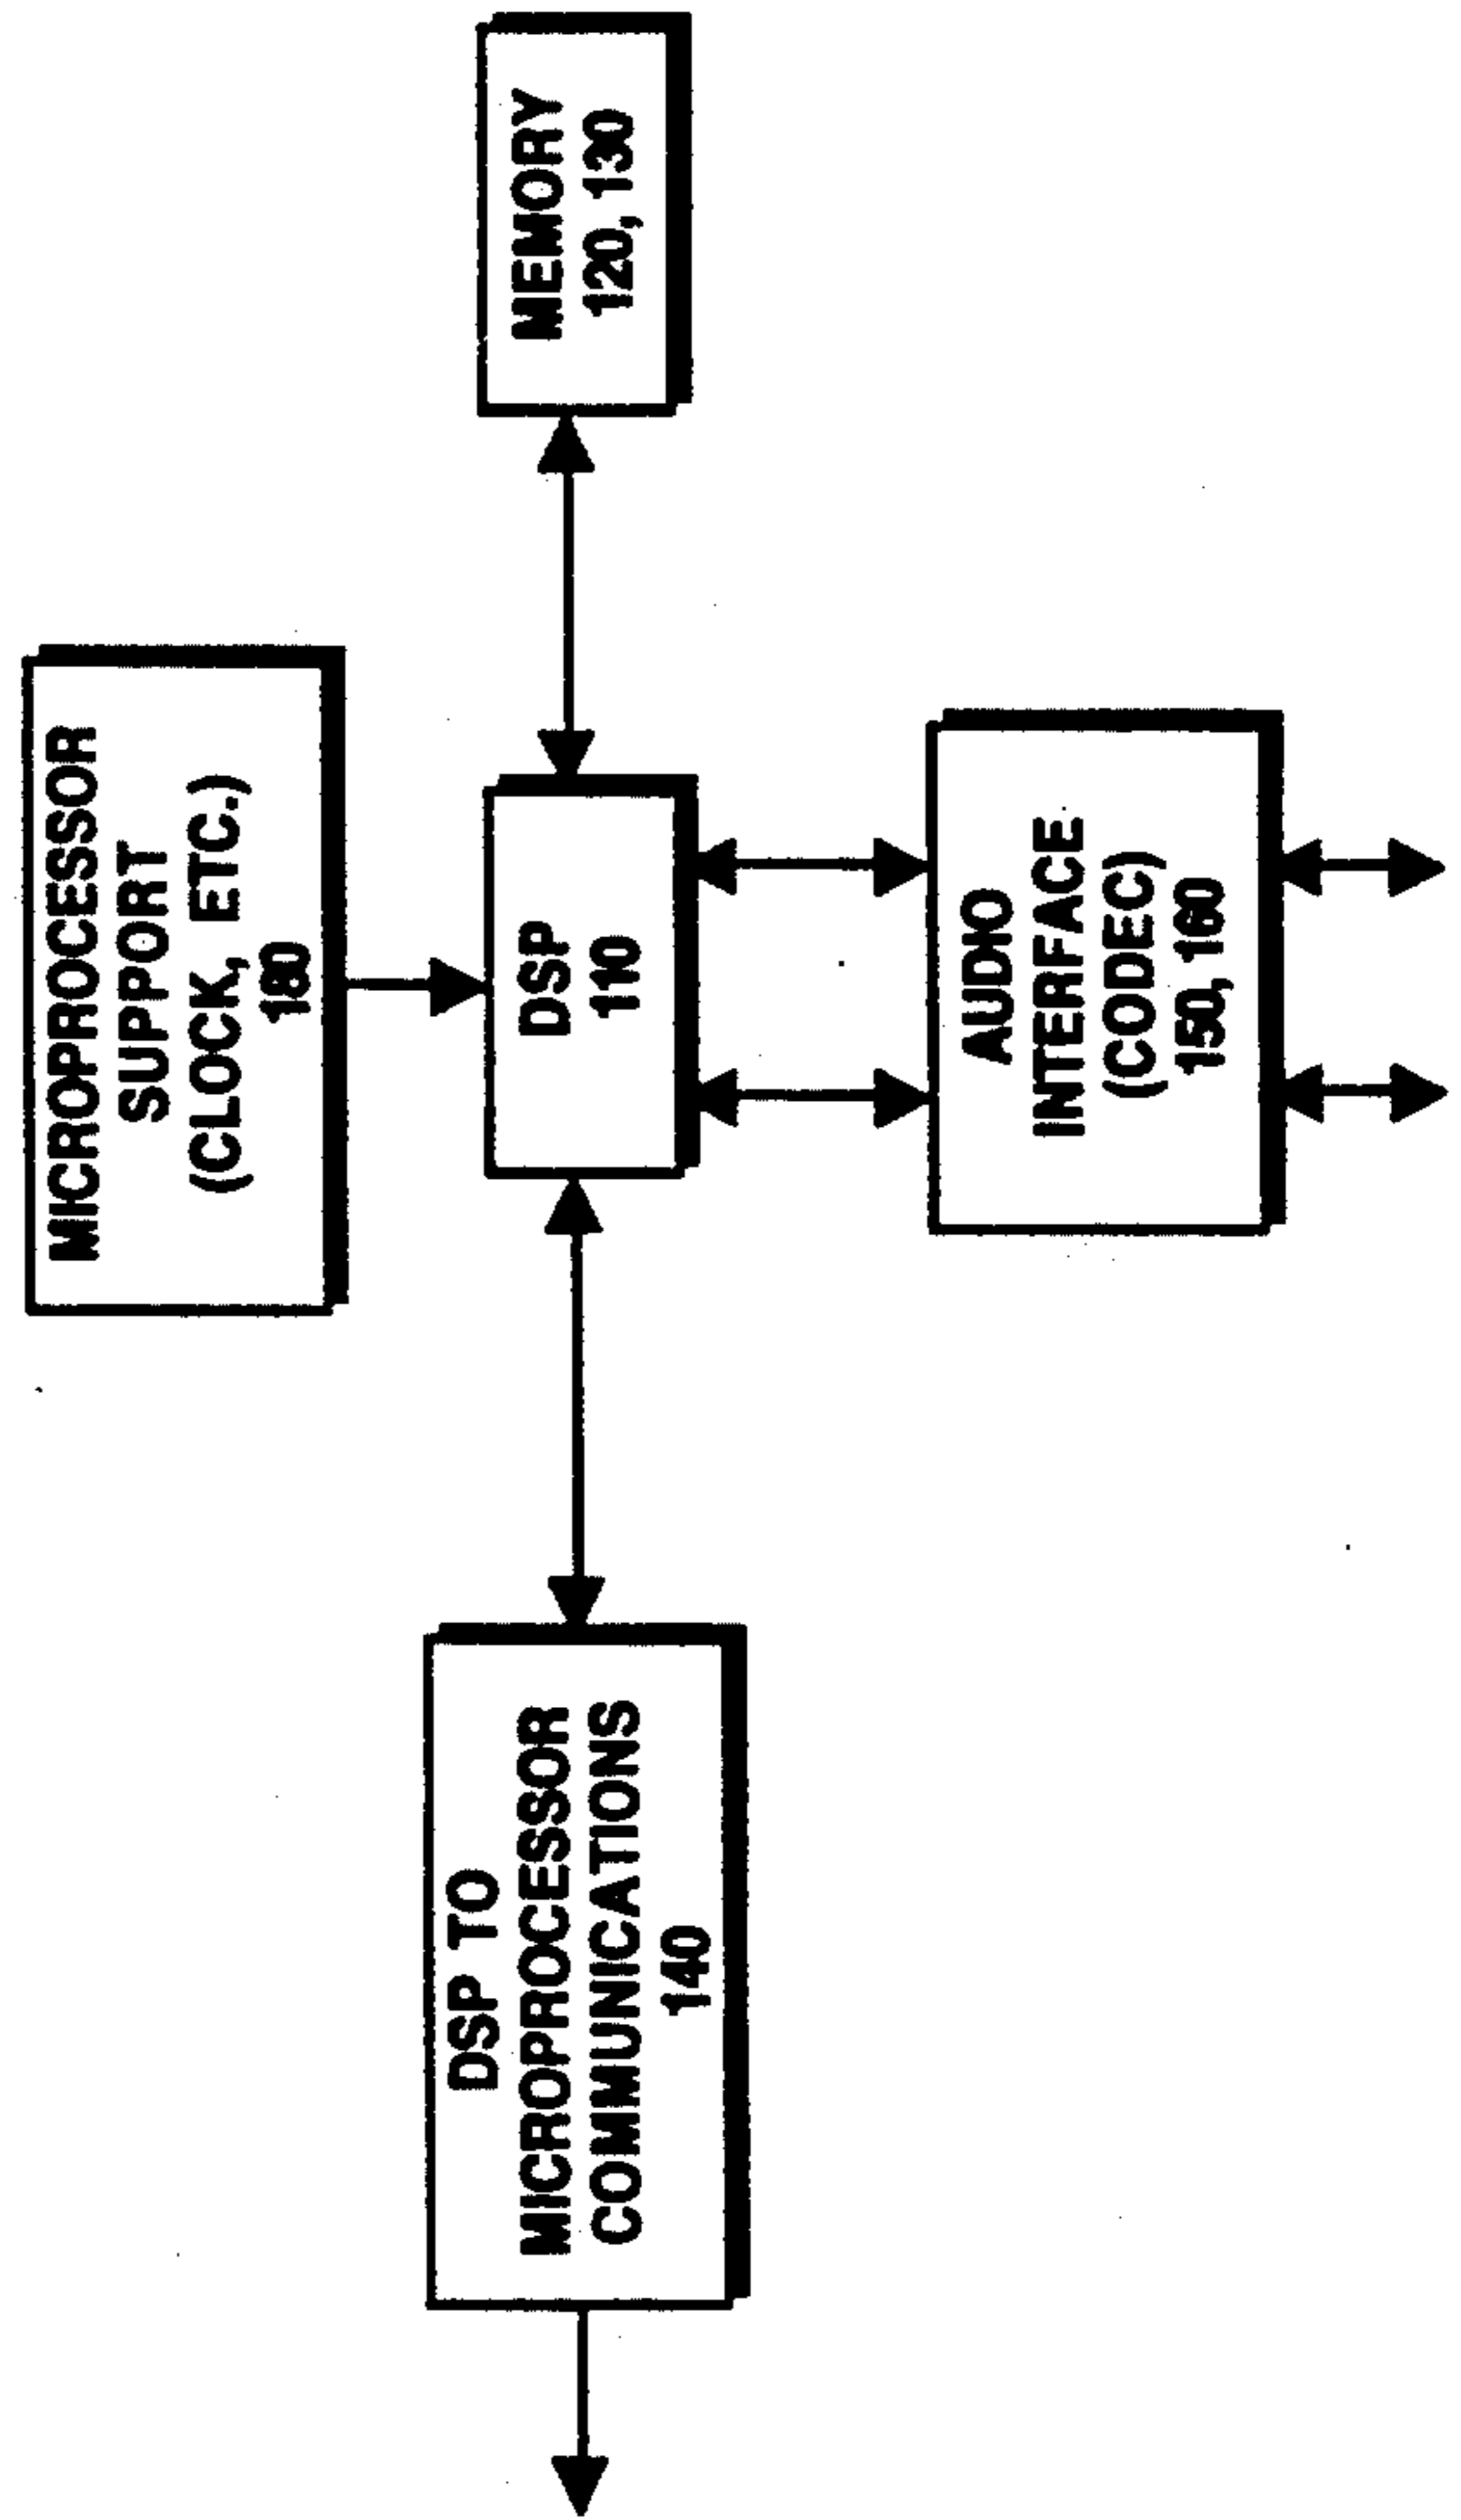 MICROPROCESSOR
SUPPORT
(CLOCK, ETC.)
180
DSP TO
MICROPROCESSOR
COMMUNICATIONS
140
DSP
110
MEMORY
120, 130
AUDIO
INTERFACE
(CODEC)
150, 160